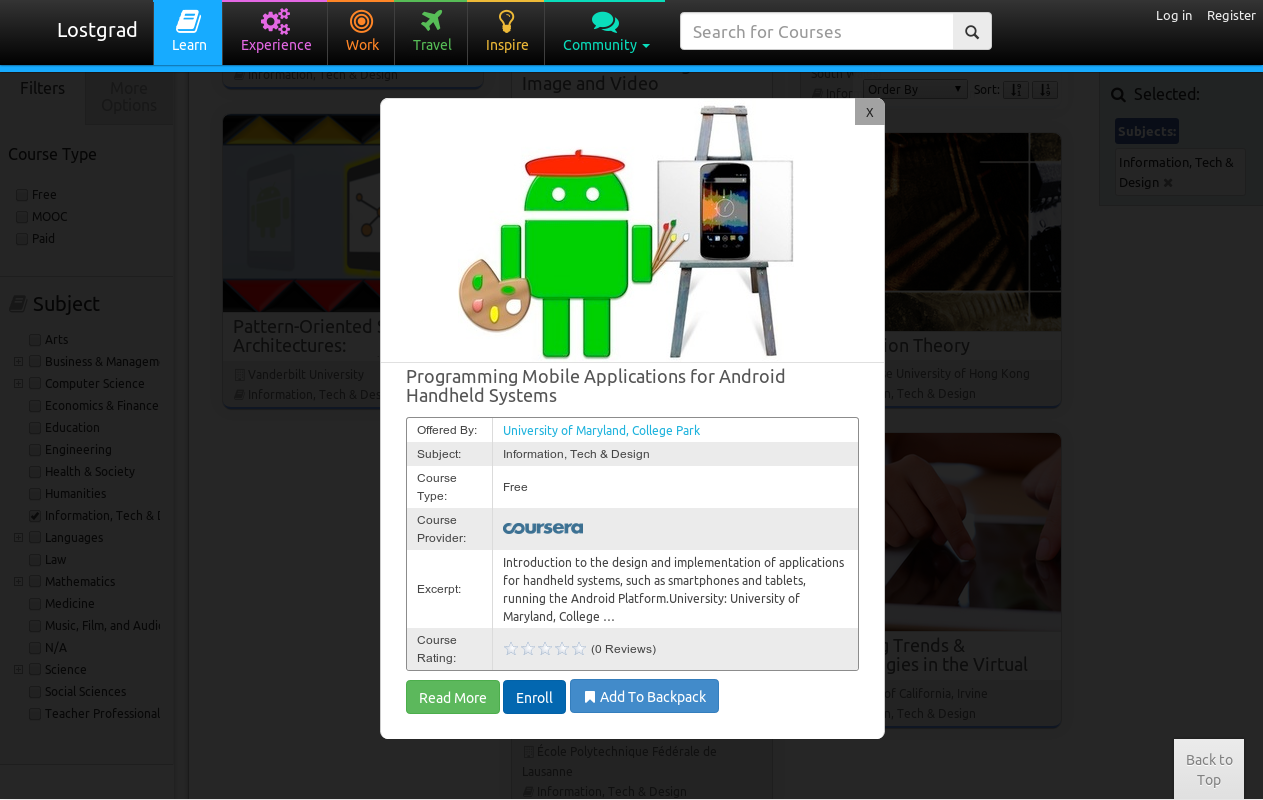 Lostgrad
Learn
Experience
Work
Travel
Inspire
Community
Search for Courses
Log in
Register
Filters
More
Options
Course Type
Free
MOOC
Paid
Subject
Arts
Business & Managem
Computer Science
Economics & Finance
Education
Engineering
Health & Society
Humanities
Information, Tech & D
Languages
Law
Mathematics
Medicine
Music, Film, and Audio
N/A
Science
Social Sciences
Teacher Professional
Information, Tech & Design
Pattern-Oriented S
Architectures:
Vanderbilt University
Information, Tech & Des
Image and Video
South W
Infor
Order By
Sort:
X
Programming Mobile Applications for Android
Handheld Systems
Offered By: University of Maryland, College Park
Subject: Information, Tech & Design
Course
Type:
Free
Course
Provider:
coursera
Excerpt:
Introduction to the design and implementation of applications
for handheld systems, such as smartphones and tablets,
running the Android Platform.University: University of
Maryland, College …
Course
Rating:
(0 Reviews)
Read More
Enroll
Add To Backpack
École Polytechnique Fédérale de
Lausanne
Information, Tech & Design
on Theory
e University of Hong Kong
n, Tech & Design
g Trends &
gies in the Virtual
of California, Irvine
n, Tech & Design
Selected:
Subjects:
Information, Tech &
Design
Back to
Top